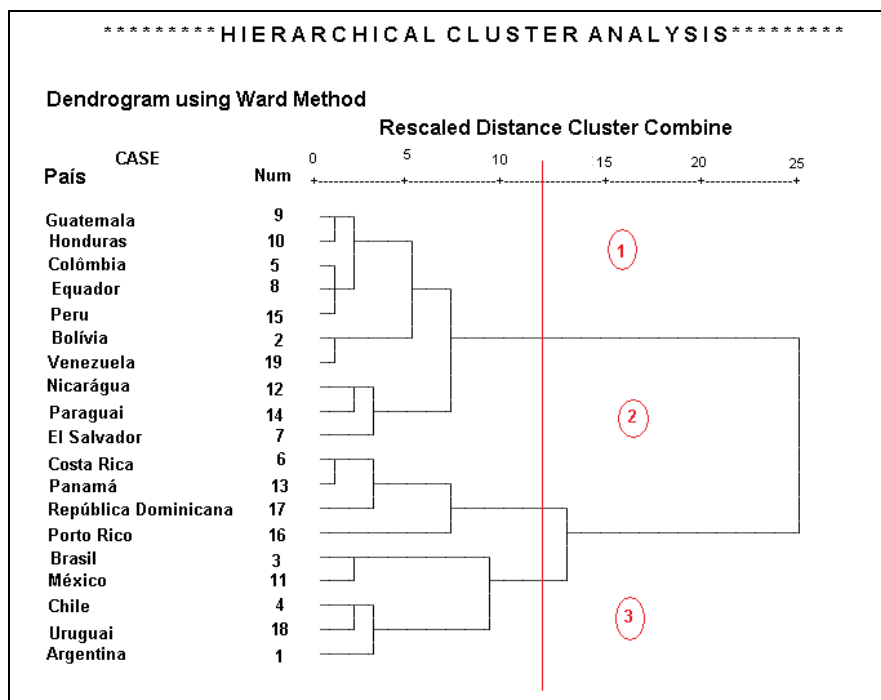 *********HIERARCHICAL CLUSTER ANALYSIS*********
Dendrogram using Ward Method
Rescaled Distance Cluster Combine
CASE 0 5 10 15 20 25
País Num
Guatemala 9
Honduras 10
Colômbia 5
Equador 8
Peru 15
Bolívia 2
Venezuela 19
Nicarágua 12
Paraguai 14
El Salvador 7
Costa Rica 6
Panamá 13
República Dominicana 17
Porto Rico 16
Brasil 3
México 11
Chile 4
Uruguai 18
Argentina 1
1
2
3